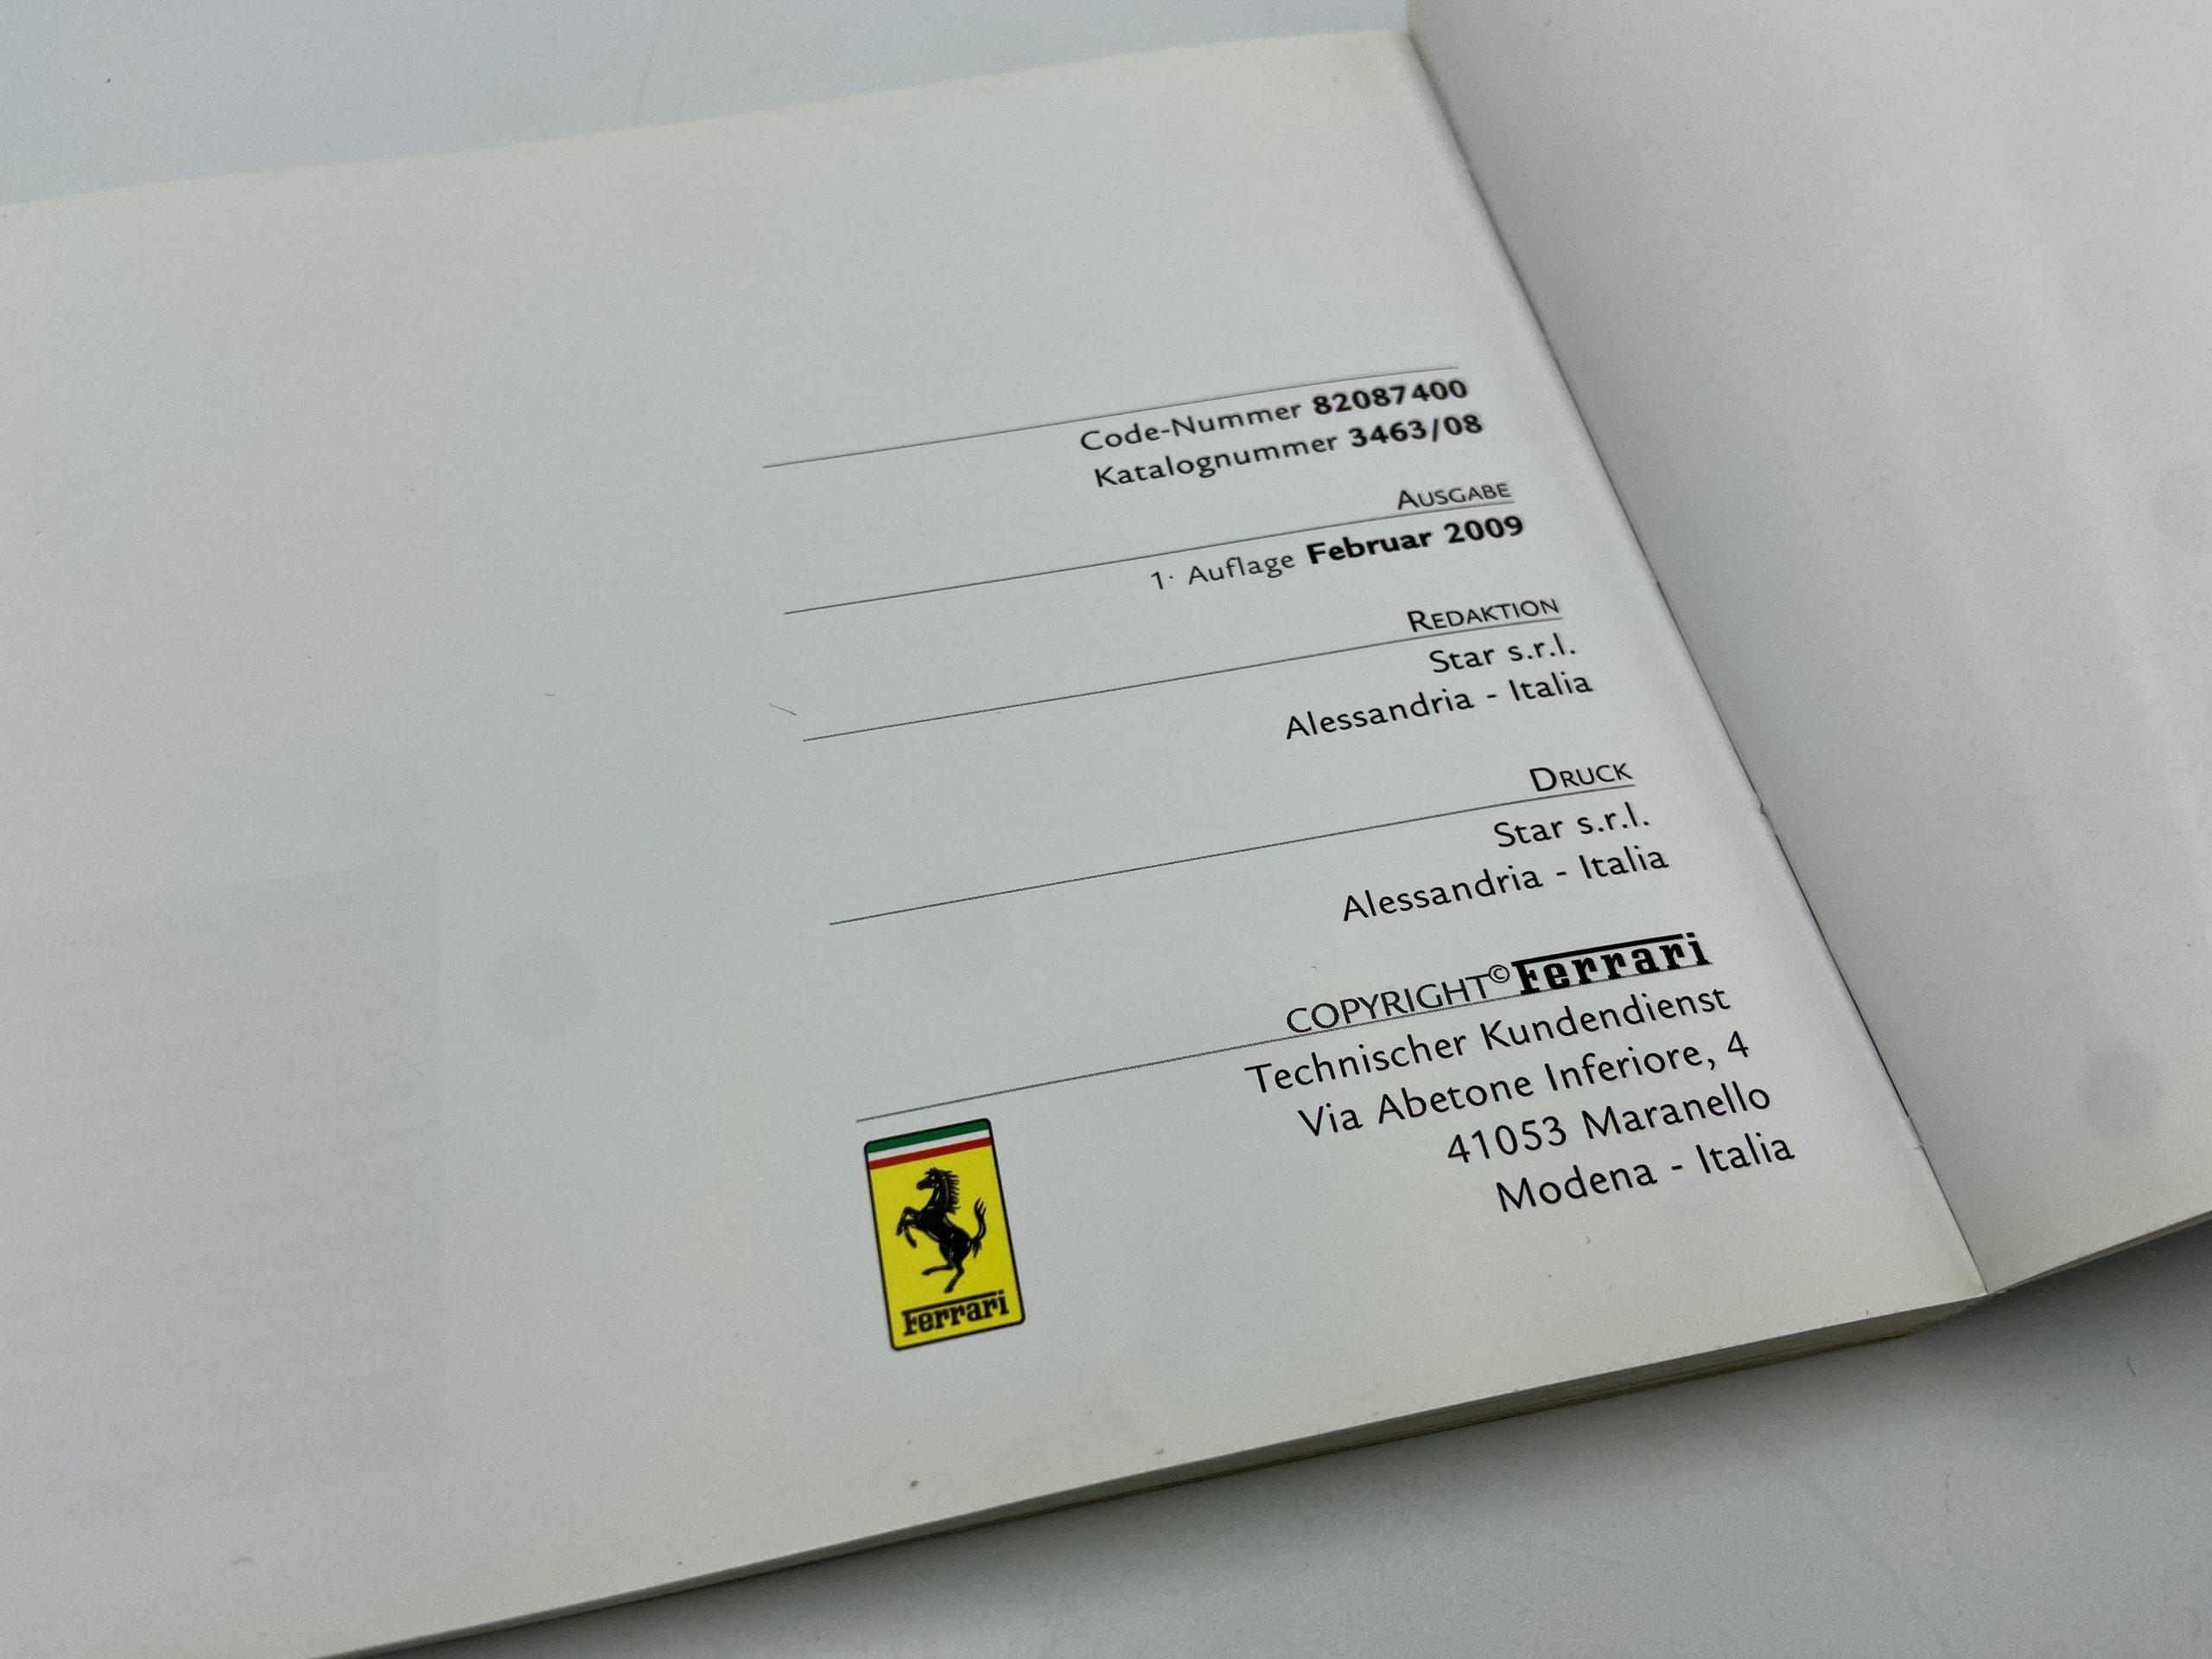 Code-Nummer 82087400
Katalognummer 3463/08
AUSGABE
1· Auflage Februar 2009
REDAKTION
Star s.r.l.
Alessandria - Italia
DRUCK
Star s.r.l.
Alessandria - Italia
COPYRIGHT© Ferrari
Technischer Kundendienst
Via Abetone Inferiore, 4
41053 Maranello
Modena - Italia
Ferrari